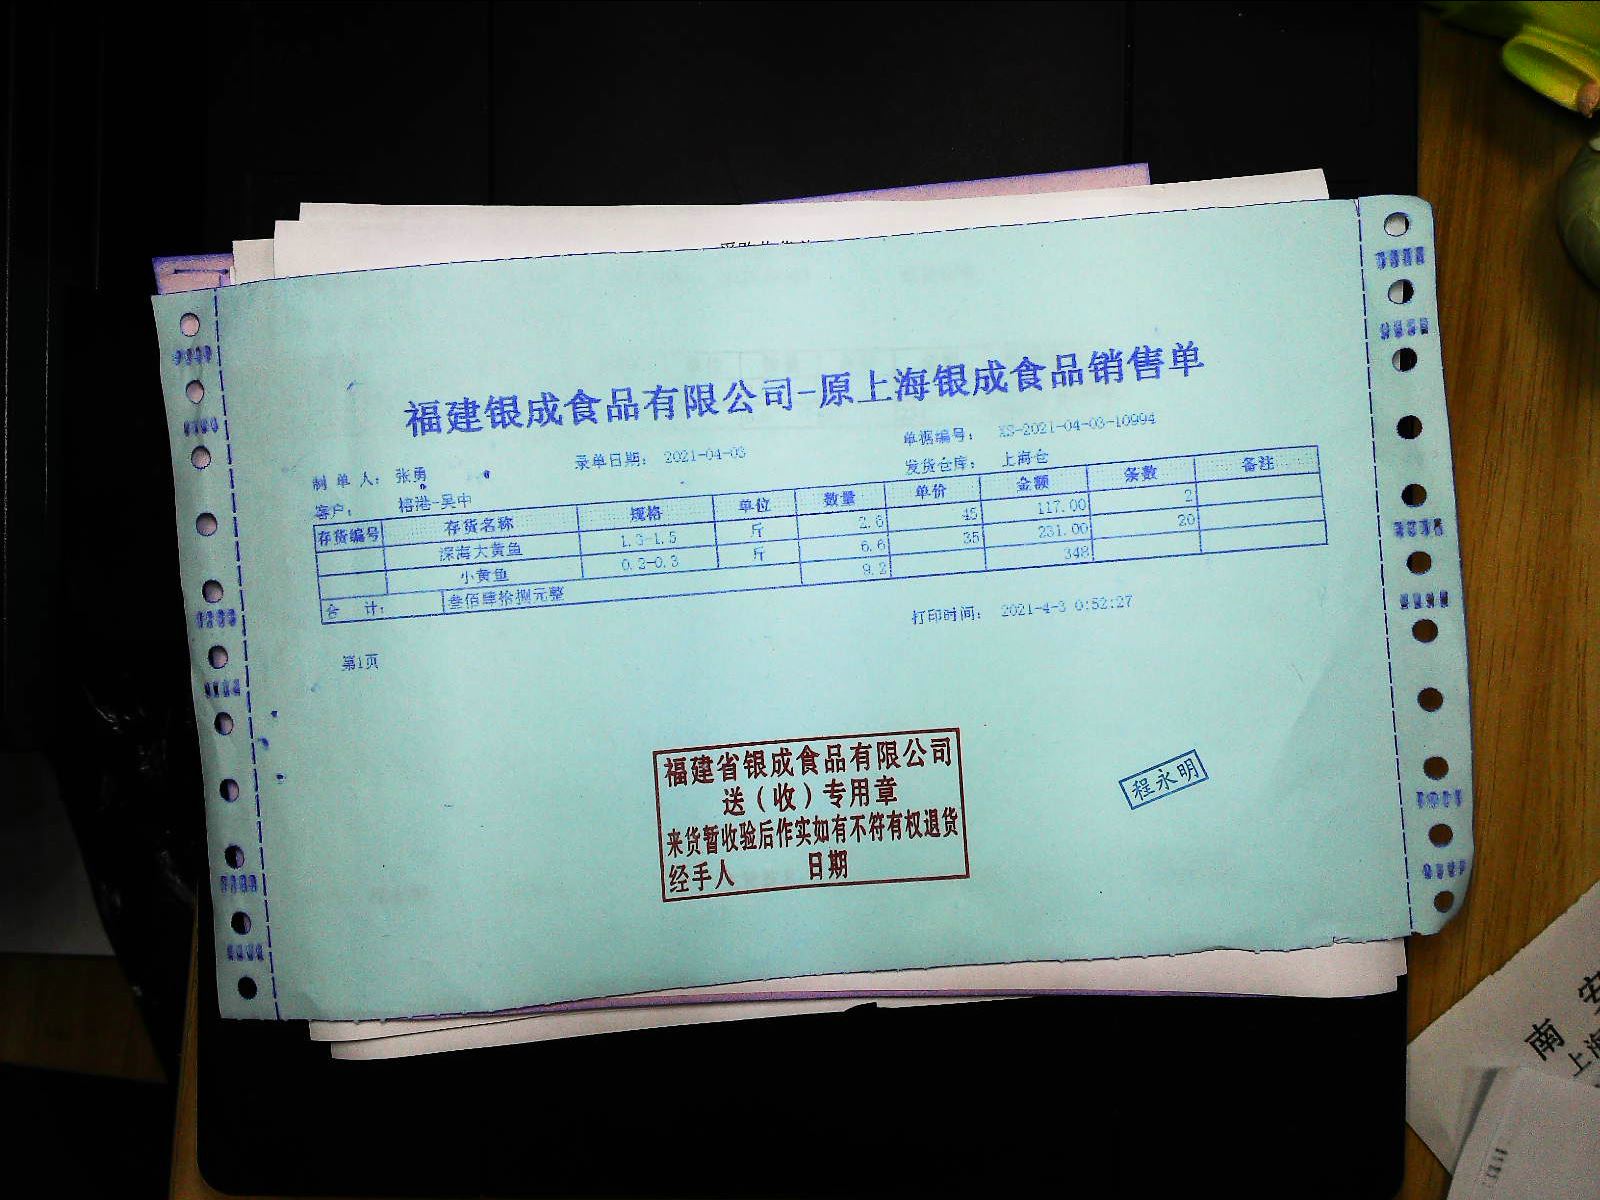 福建银成食品有限公司-原上海银成食品销售单
制 单 人： 张勇 录单日期： 2021-04-03 单据编号： XS-2021-04-03-10994
客户： 榕港-吴中 发货仓库： 上海仓
存货编号 存货名称 规格 单位 数量 单价 金额 条数 备注
深海大黄鱼 1.3-1.5 斤 2.6 45 117.00 2
小黄鱼 0.2-0.3 斤 6.6 35 231.00 20
合 计： 叁佰肆拾捌元整 9.2 348
打印时间： 2021-4-3 0:52:27
第1页
福建省银成食品有限公司
送（收）专用章
来货暂收验后作实如有不符有权退货
经手人 日期
程永明
南 安
上海